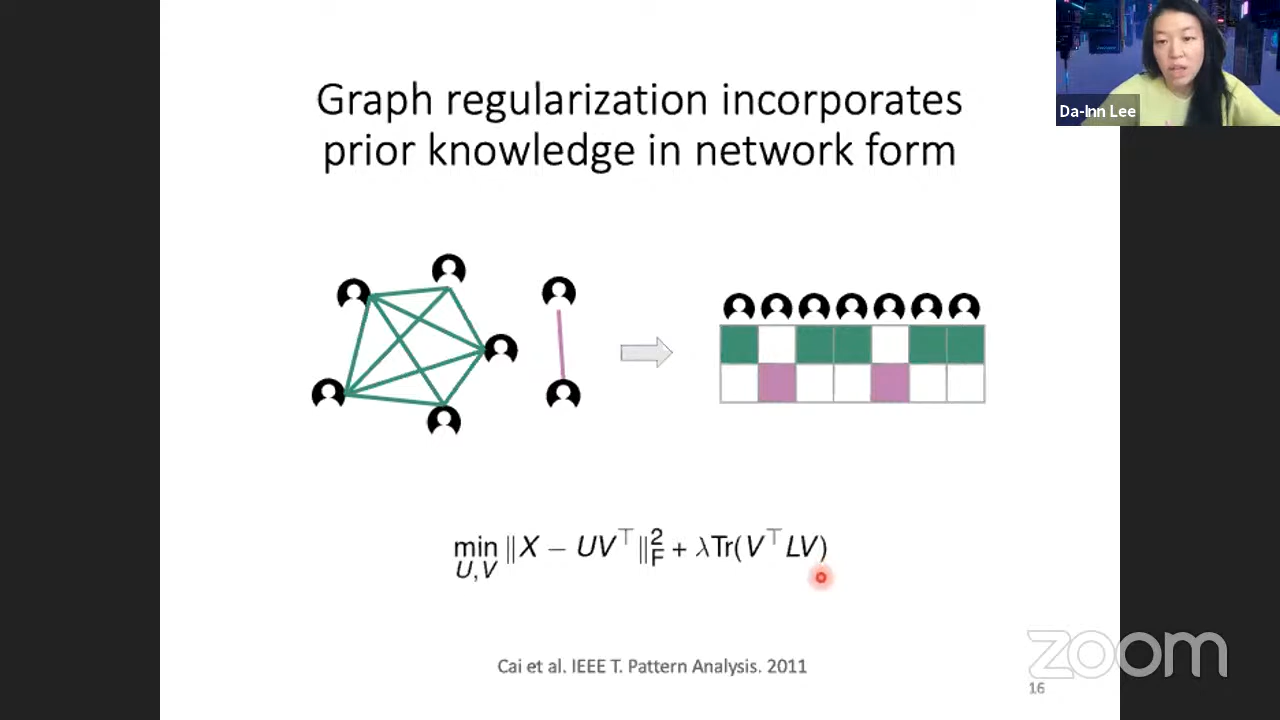 Da-Inn Lee
Graph regularization incorporates
prior knowledge in network form
min ‖X − UV⊤‖²F + λTr(V⊤LV)
U,V
Cai et al. IEEE T. Pattern Analysis. 2011
zoom
16